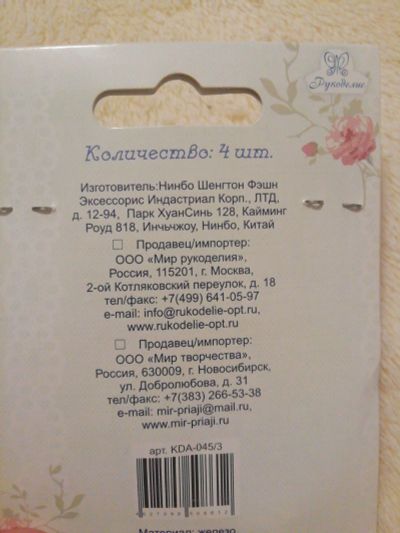 Рукоделие
Количество: 4 шт.
Изготовитель:Нинбо Шенгтон Фэшн
Эксессорис Индастриал Корп., ЛТД,
д. 12-94, Парк ХуанСинь 128, Кайминг
Роуд 818, Инчьжоу, Нинбо, Китай
Продавец/импортер:
ООО «Мир рукоделия»,
Россия, 115201, г. Москва,
2-ой Котляковский переулок, д. 18
тел/факс: +7(499) 641-05-97
e-mail: info@rukodelie-opt.ru,
www.rukodelie-opt.ru
Продавец/импортер:
ООО «Мир творчества»,
Россия, 630009, г. Новосибирск,
ул. Добролюбова, д. 31
тел/факс: +7(383) 266-53-38
e-mail: mir-priaji@mail.ru,
www.mir-priaji.ru
арт. KDA-045/3
Материал: железо